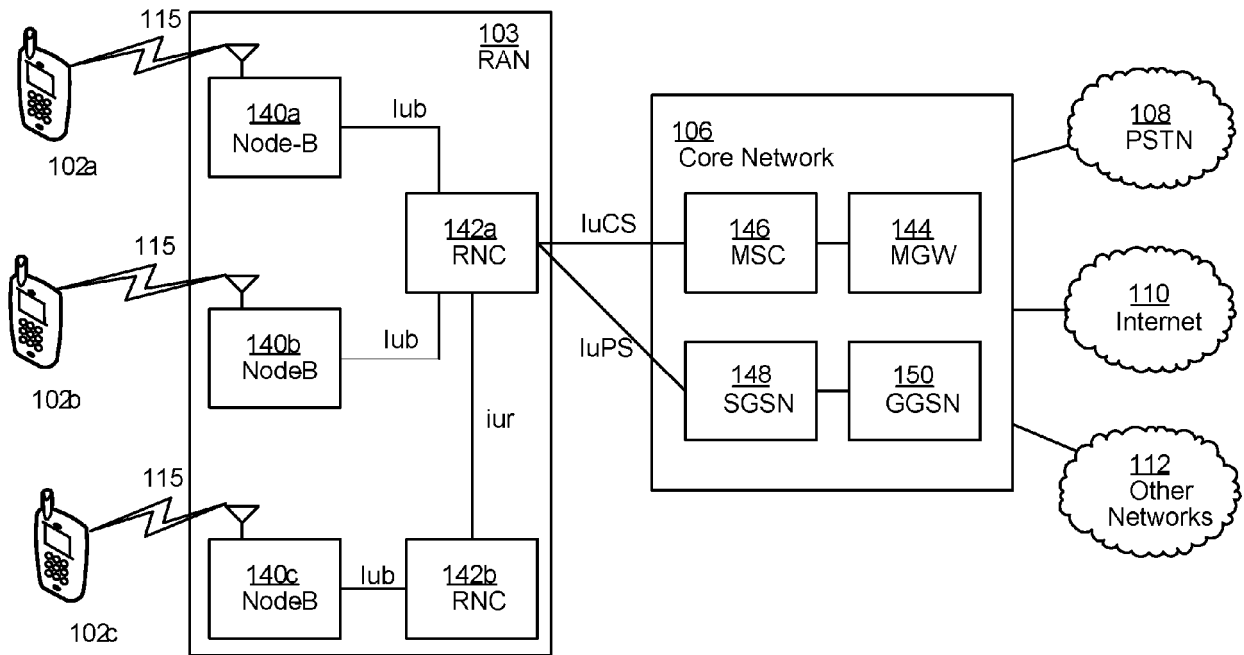 115
102a
115
102b
115
102c
103
RAN
140a
Node-B
Iub
142a
RNC
140b
NodeB
Iub
iur
140c
NodeB
Iub
142b
RNC
IuCS
IuPS
106
Core Network
146
MSC
144
MGW
148
SGSN
150
GGSN
108
PSTN
110
Internet
112
Other
Networks